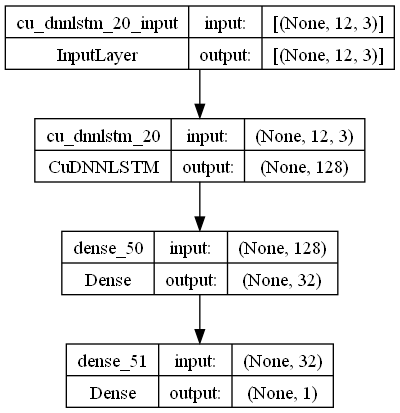 cu_dnnlstm_20_input input: [(None, 12, 3)]
InputLayer output: [(None, 12, 3)]
cu_dnnlstm_20 input: (None, 12, 3)
CuDNNLSTM output: (None, 128)
dense_50 input: (None, 128)
Dense output: (None, 32)
dense_51 input: (None, 32)
Dense output: (None, 1)